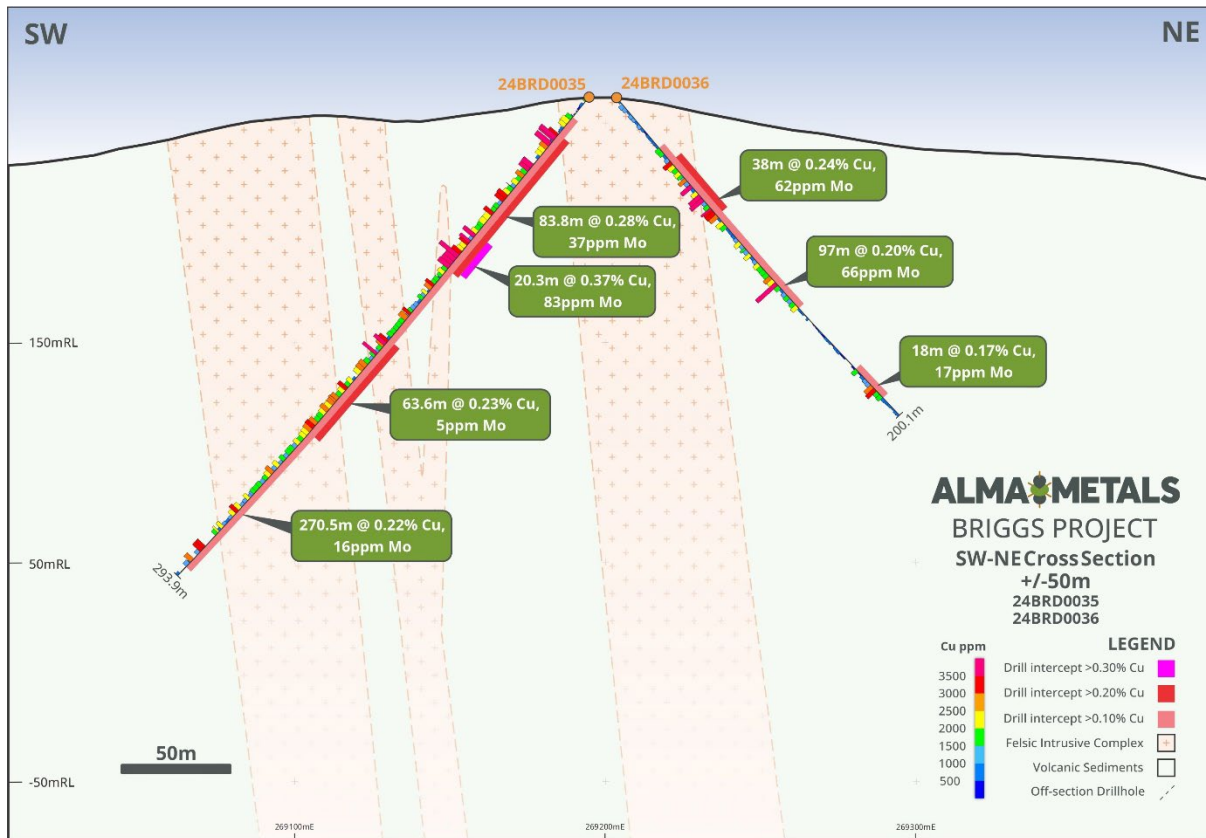 SW
NE
24BRD0035
24BRD0036
38m @ 0.24% Cu,
62ppm Mo
83.8m @ 0.28% Cu,
37ppm Mo
97m @ 0.20% Cu,
66ppm Mo
20.3m @ 0.37% Cu,
83ppm Mo
150mRL
18m @ 0.17% Cu,
17ppm Mo
63.6m @ 0.23% Cu,
5ppm Mo
200.1m
270.5m @ 0.22% Cu,
16ppm Mo
50mRL
293.9m
ALMA METALS
BRIGGS PROJECT
SW-NE Cross Section
+/-50m
24BRD0035
24BRD0036
Cu ppm
3500
3000
2500
2000
1500
1000
500
LEGEND
Drill intercept >0.30% Cu
Drill intercept >0.20% Cu
Drill intercept >0.10% Cu
Felsic Intrusive Complex
Volcanic Sediments
Off-section Drillhole
50m
-50mRL
269100mE
269200mE
269300mE